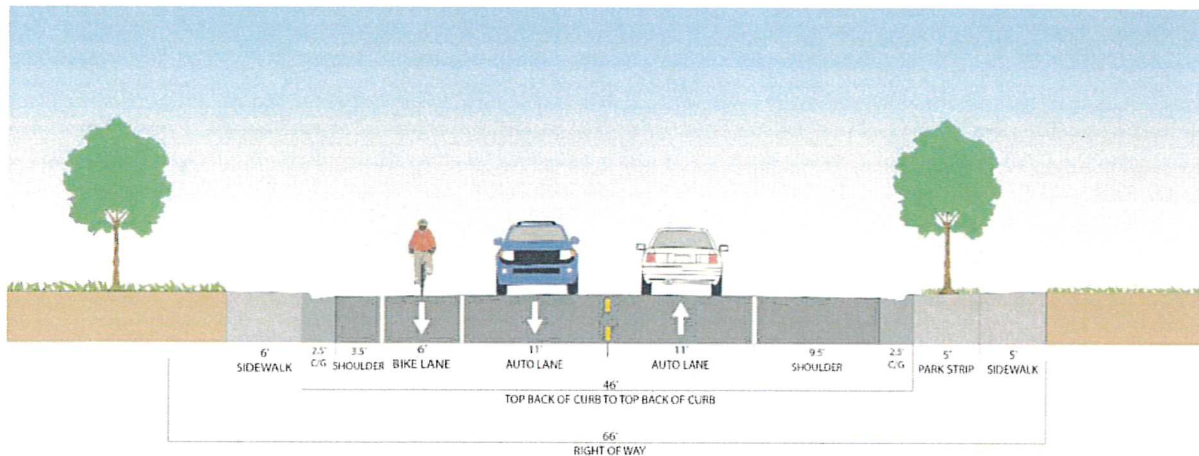 6'
SIDEWALK
2.5'
C/G
3.5'
SHOULDER
6'
BIKE LANE
11'
AUTO LANE
11'
AUTO LANE
9.5'
SHOULDER
2.5'
C/G
5'
PARK STRIP
5'
SIDEWALK
46'
TOP BACK OF CURB TO TOP BACK OF CURB
66'
RIGHT OF WAY